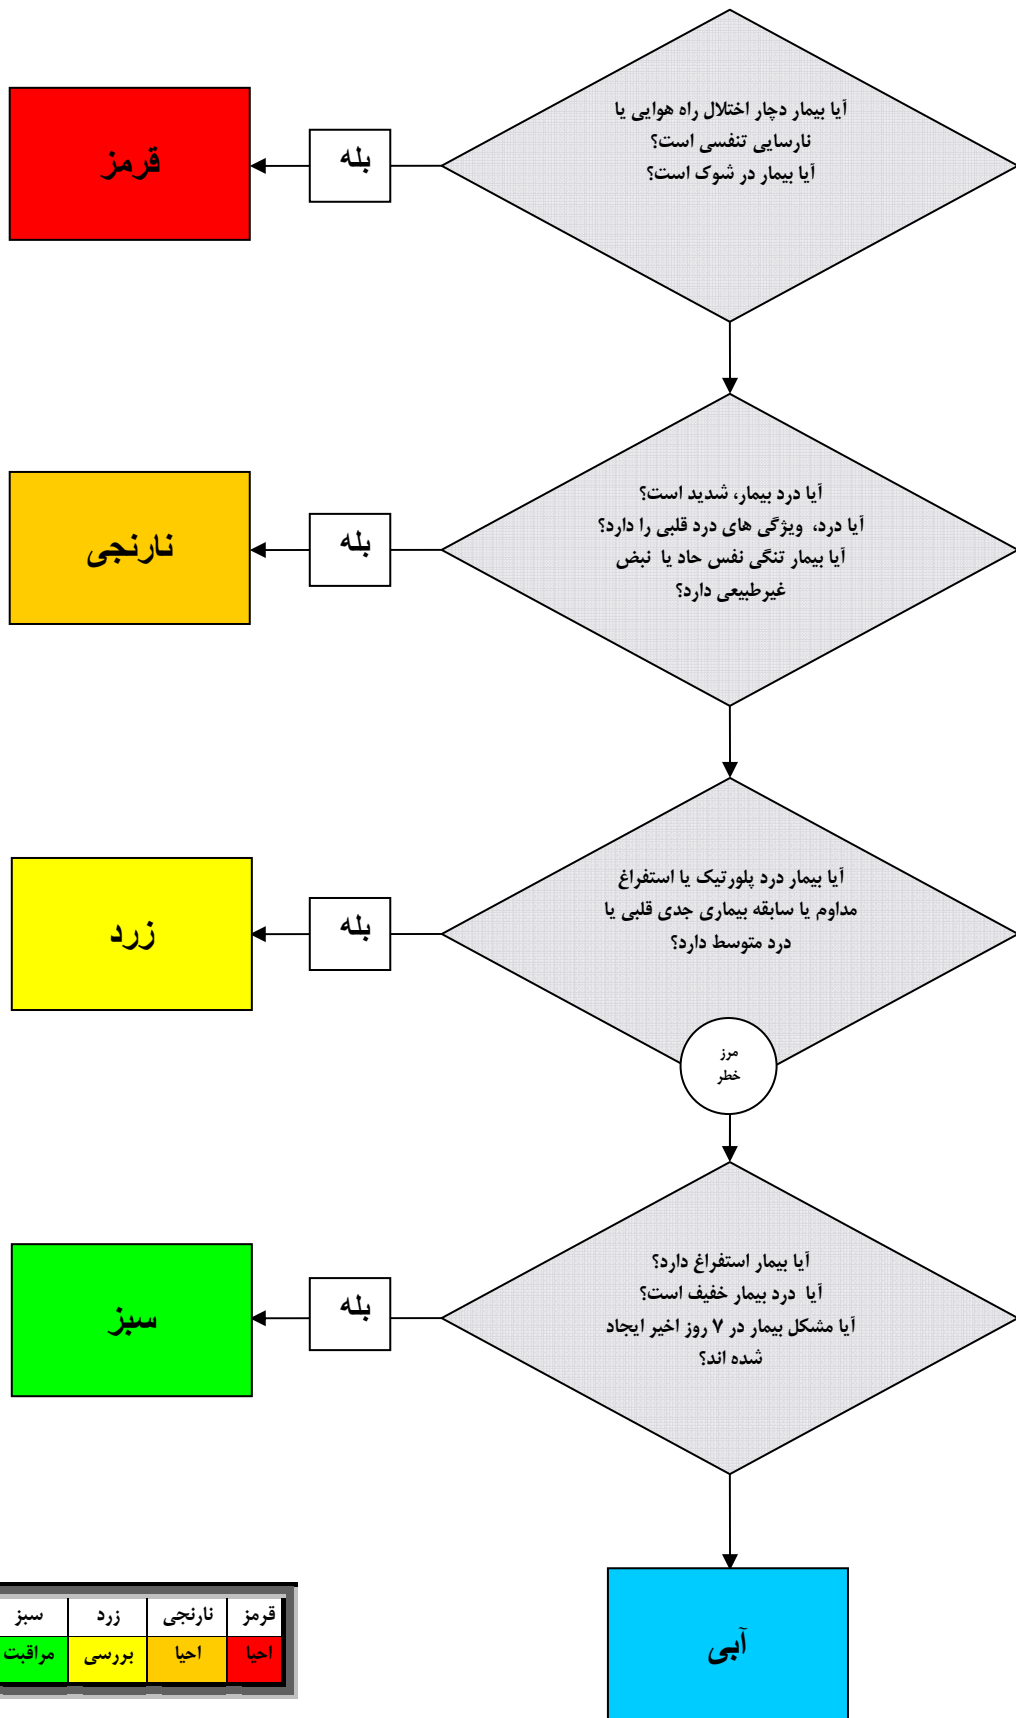 آیا بیمار دچار اختلال راه هوایی یا
نارسایی تنفسی است؟
آیا بیمار در شوک است؟
بله
قرمز
آیا درد بیمار، شدید است؟
آیا درد، ویژگی های درد قلبی را دارد؟
آیا بیمار تنگی نفس حاد یا نبض
غیرطبیعی دارد؟
بله
نارنجی
آیا بیمار درد پلورتیک یا استفراغ
مداوم یا سابقه بیماری جدی قلبی یا
درد متوسط دارد؟
بله
زرد
مرز
خطر
آیا بیمار استفراغ دارد؟
آیا درد بیمار خفیف است؟
آیا مشکل بیمار در ۷ روز اخیر ایجاد
شده اند؟
بله
سبز
آبی
قرمز نارنجی زرد سبز
احیا احیا بررسی مراقبت